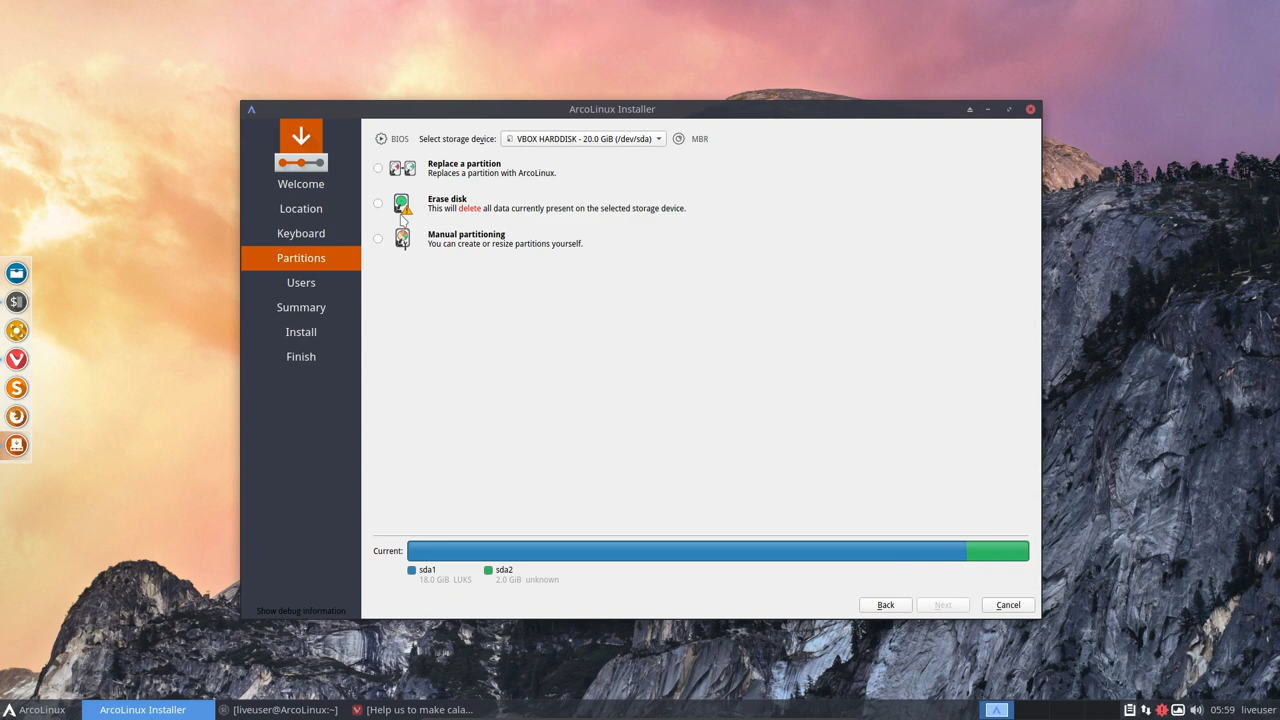 ArcoLinux Installer
Welcome
Location
Keyboard
Partitions
Users
Summary
Install
Finish
Show debug information
BIOS
Select storage device:
VBOX HARDDISK - 20.0 GiB (/dev/sda)
MBR
Replace a partition
Replaces a partition with ArcoLinux.
Erase disk
This will delete all data currently present on the selected storage device.
Manual partitioning
You can create or resize partitions yourself.
Current:
sda1
18.0 GiB LUKS
sda2
2.0 GiB unknown
Back
Next
Cancel
ArcoLinux
ArcoLinux Installer
[liveuser@ArcoLinux:~]
[Help us to make cala...
05:59
liveuser